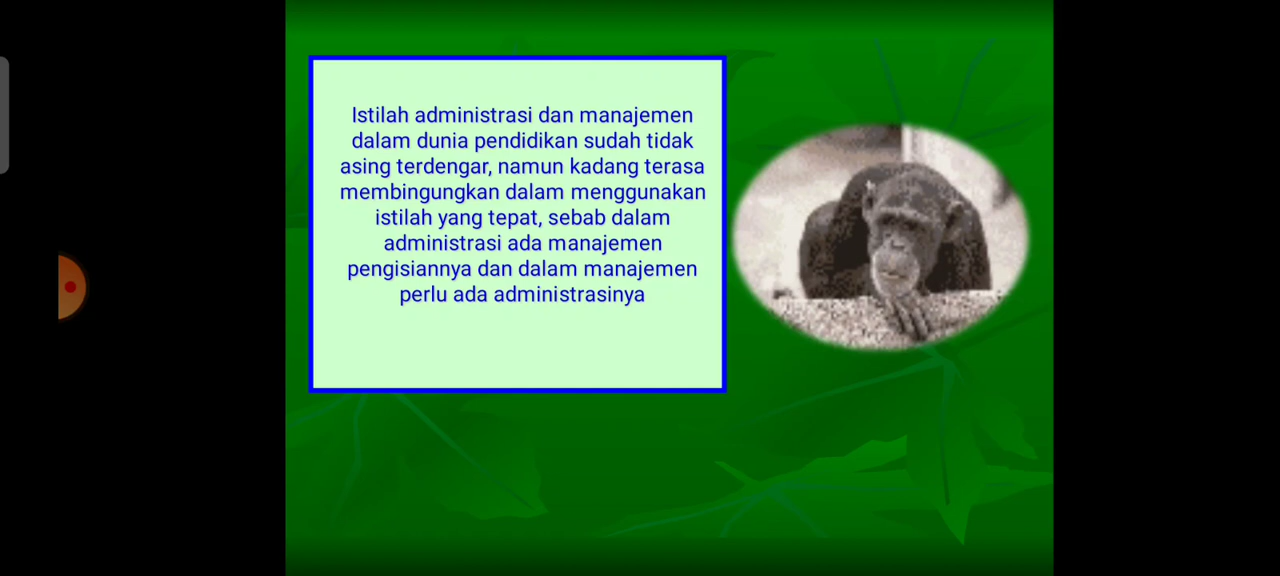 Istilah administrasi dan manajemen
dalam dunia pendidikan sudah tidak
asing terdengar, namun kadang terasa
membingungkan dalam menggunakan
istilah yang tepat, sebab dalam
administrasi ada manajemen
pengisiannya dan dalam manajemen
perlu ada administrasinya